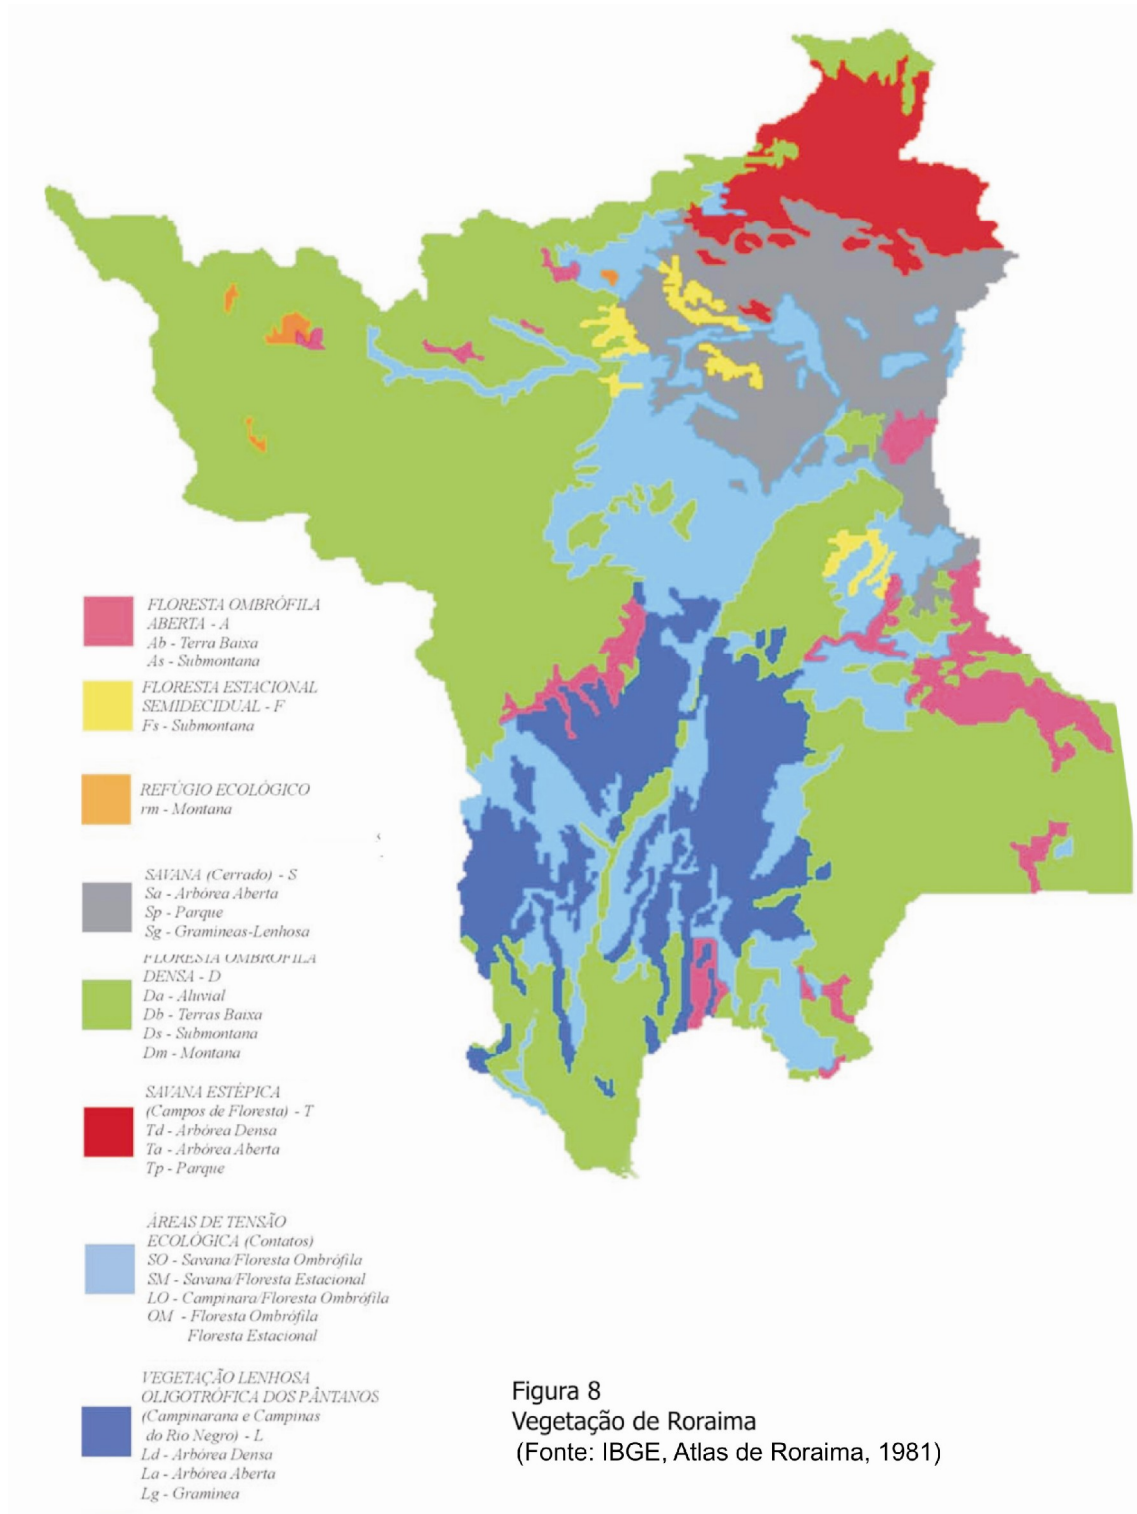 FLORESTA OMBRÓFILA
ABERTA - A
Ab - Terra Baixa
As - Submontana
FLORESTA ESTACIONAL
SEMIDECIDUAL - F
Fs - Submontana
REFÚGIO ECOLÓGICO
rm - Montana
SAVANA (Cerrado) - S
Sa - Arbórea Aberta
Sp - Parque
Sg - Gramineas-Lenhosa
FLORESTA OMBROFILA
DENSA - D
Da - Aluvial
Db - Terras Baixa
Ds - Submontana
Dm - Montana
SAVANA ESTÉPICA
(Campos de Floresta) - T
Td - Arbórea Densa
Ta - Arbórea Aberta
Tp - Parque
ÁREAS DE TENSÃO
ECOLÓGICA (Contatos)
SO - Savana/Floresta Ombrófila
SM - Savana/Floresta Estacional
LO - Campinara/Floresta Ombrófila
OM - Floresta Ombrófila
Floresta Estacional
VEGETAÇÃO LENHOSA
OLIGOTRÓFICA DOS PÂNTANOS
(Campinarana e Campinas
do Rio Negro) - L
Ld - Arbórea Densa
La - Arbórea Aberta
Lg - Graminea
Figura 8
Vegetação de Roraima
(Fonte: IBGE, Atlas de Roraima, 1981)